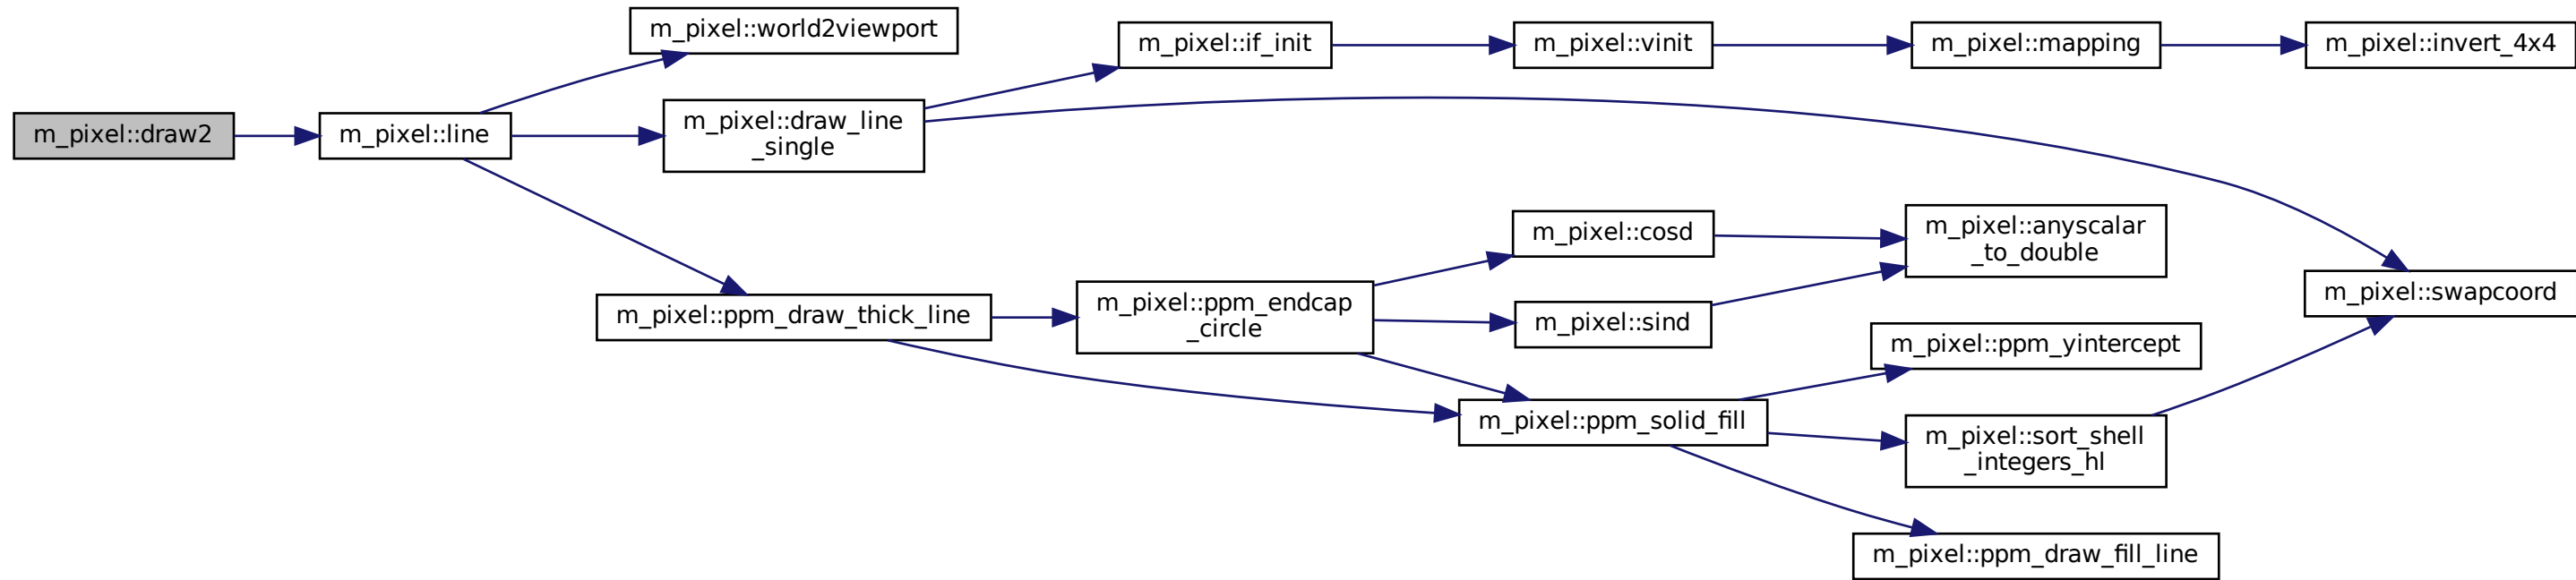 m_pixel::draw2
m_pixel::line
m_pixel::world2viewport
m_pixel::draw_line
_single
m_pixel::ppm_draw_thick_line
m_pixel::if_init
m_pixel::vinit
m_pixel::mapping
m_pixel::invert_4x4
m_pixel::ppm_endcap
_circle
m_pixel::cosd
m_pixel::sind
m_pixel::anyscalar
_to_double
m_pixel::ppm_solid_fill
m_pixel::ppm_yintercept
m_pixel::sort_shell
_integers_hl
m_pixel::ppm_draw_fill_line
m_pixel::swapcoord